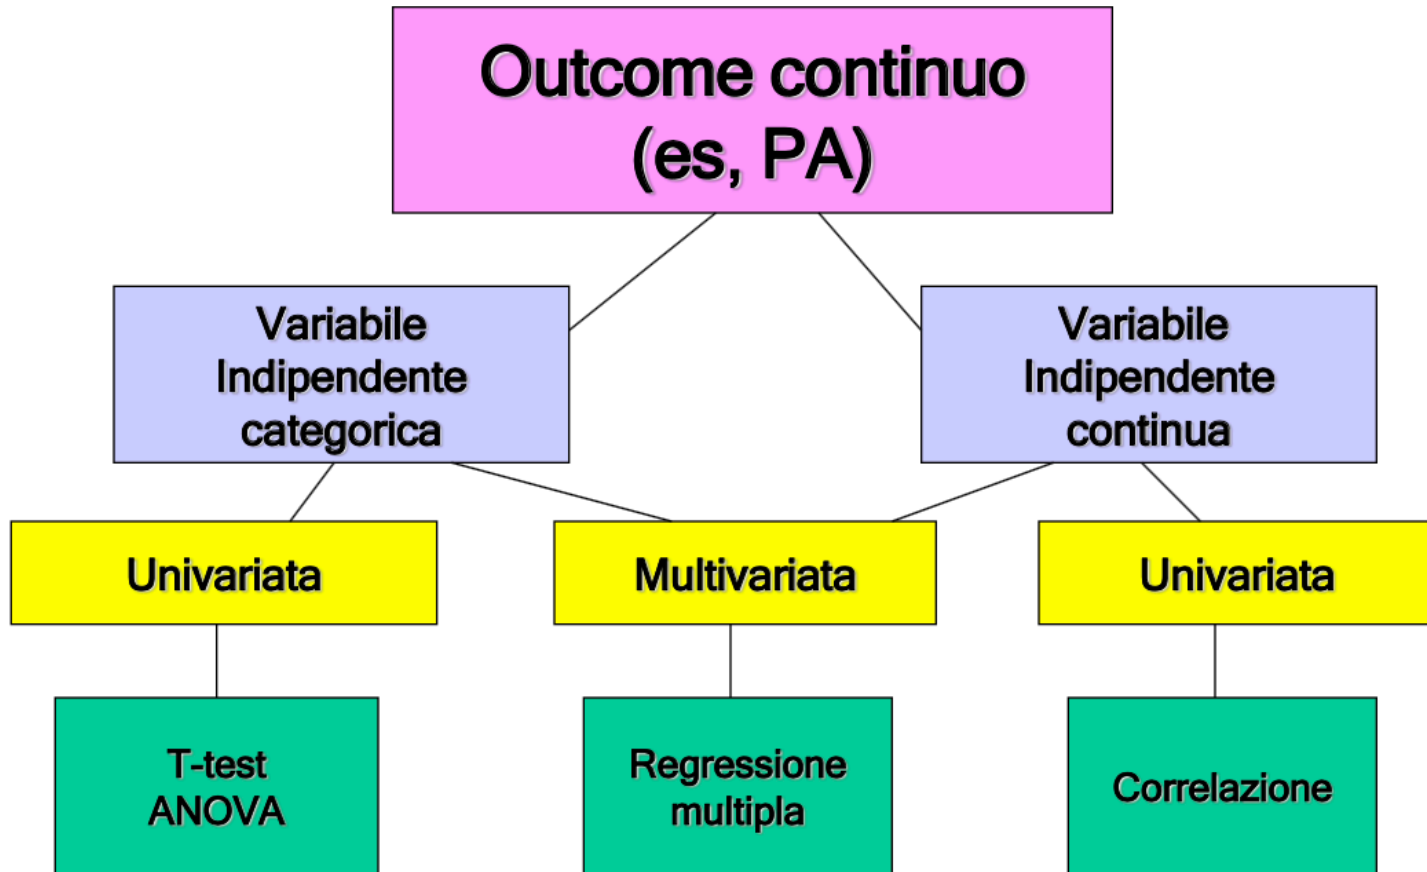 Outcome continuo
(es, PA)
Variabile
Indipendente
categorica
Variabile
Indipendente
continua
Univariata
Multivariata
Univariata
T-test
ANOVA
Regressione
multipla
Correlazione